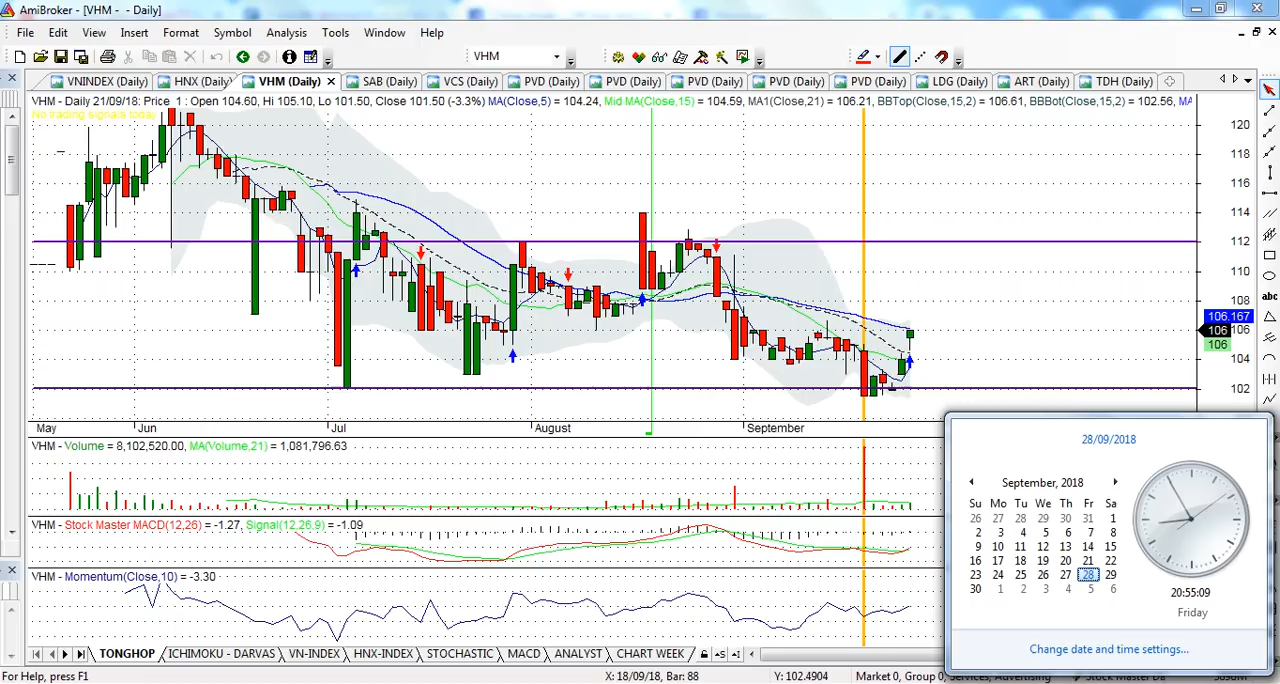 AmiBroker - [VHM - - Daily]
File Edit View Insert Format Symbol Analysis Tools Window Help
VHM
VNINDEX (Daily) HNX (Daily) VHM (Daily) SAB (Daily) VCS (Daily) PVD (Daily) PVD (Daily) PVD (Daily) PVD (Daily) PVD (Daily) LDG (Daily) ART (Daily) TDH (Daily)
VHM - Daily 21/09/18: Price 1 : Open 104.60, Hi 105.10, Lo 101.50, Close 101.50 (-3.3%) MA(Close,5) = 104.24, Mid MA(Close,15) = 104.59, MA1(Close,21) = 106.21, BBTop(Close,15,2) = 106.61, BBBot(Close,15,2) = 102.56, MA
No trading signals today
120
118
116
114
112
110
108
106.167
106 106
106
104
102
abc
May Jun Jul August September
VHM - Volume = 8,102,520.00, MA(Volume,21) = 1,081,796.63
VHM - Stock Master MACD(12,26) = -1.27, Signal(12,26,9) = -1.09
VHM - Momentum(Close,10) = -3.30
28/09/2018
September, 2018
Su Mo Tu We Th Fr Sa
26 27 28 29 30 31 1
2 3 4 5 6 7 8
9 10 11 12 13 14 15
16 17 18 19 20 21 22
23 24 25 26 27 28 29
30 1 2 3 4 5 6
20:55:09
Friday
Change date and time settings...
TONGHOP ICHIMOKU - DARVAS VN-INDEX HNX-INDEX STOCHASTIC MACD ANALYST CHART WEEK
For Help, press F1 X: 18/09/18, Bar: 88 Y: 102.4904 Market 0, Group 0, Services, Advertising